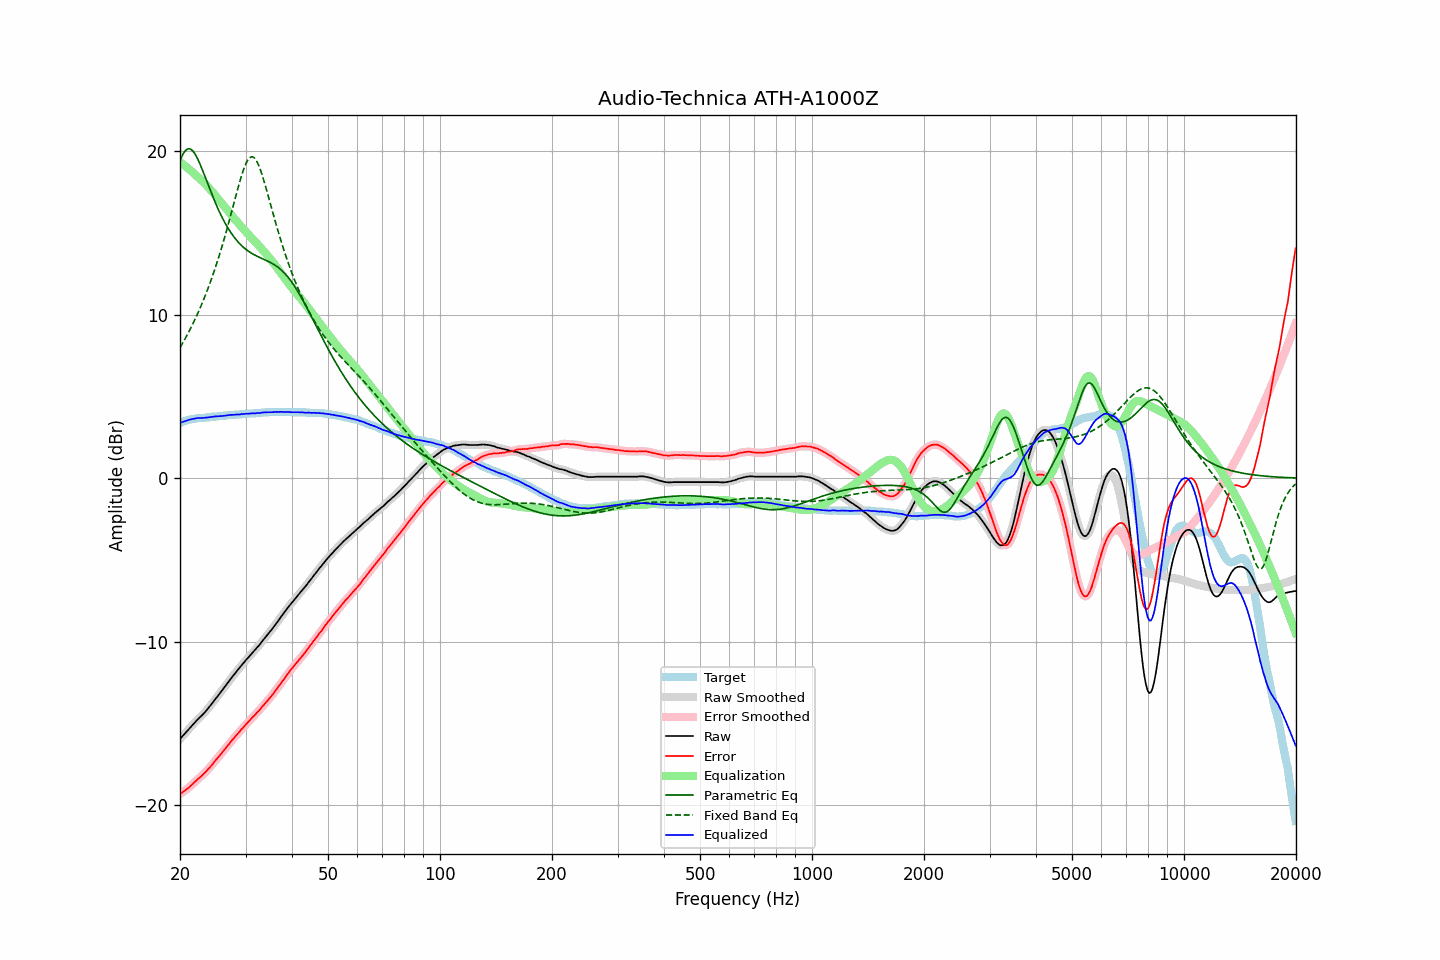 Audio-Technica ATH-A1000Z
Amplitude (dBr)
20
10
0
−10
−20
Target
Raw Smoothed
Error Smoothed
Raw
Error
Equalization
Parametric Eq
Fixed Band Eq
Equalized
20 50 100 200 500 1000 2000 5000 10000 20000
Frequency (Hz)